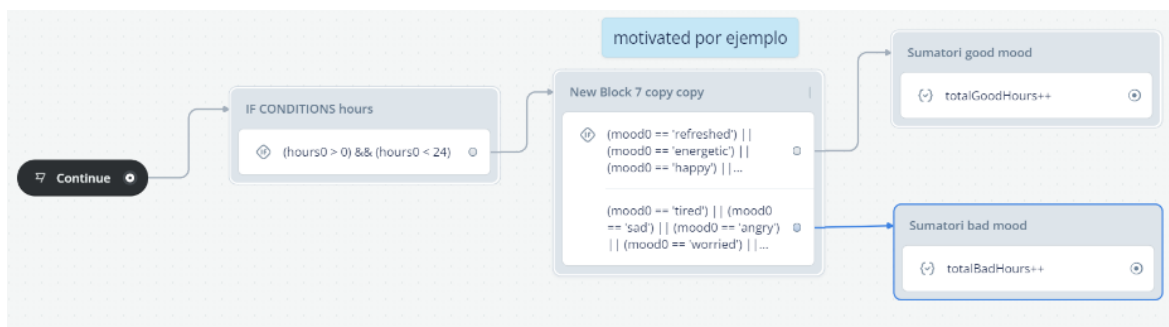 motivated por ejemplo
Continue
IF CONDITIONS hours
IF
(hours0 > 0) && (hours0 < 24)
New Block 7 copy copy
IF
(mood0 == 'refreshed') ||
(mood0 == 'energetic') ||
(mood0 == 'happy') ||...
(mood0 == 'tired') || (mood0
== 'sad') || (mood0 == 'angry')
|| (mood0 == 'worried') ||...
Sumatori good mood
totalGoodHours++
Sumatori bad mood
totalBadHours++